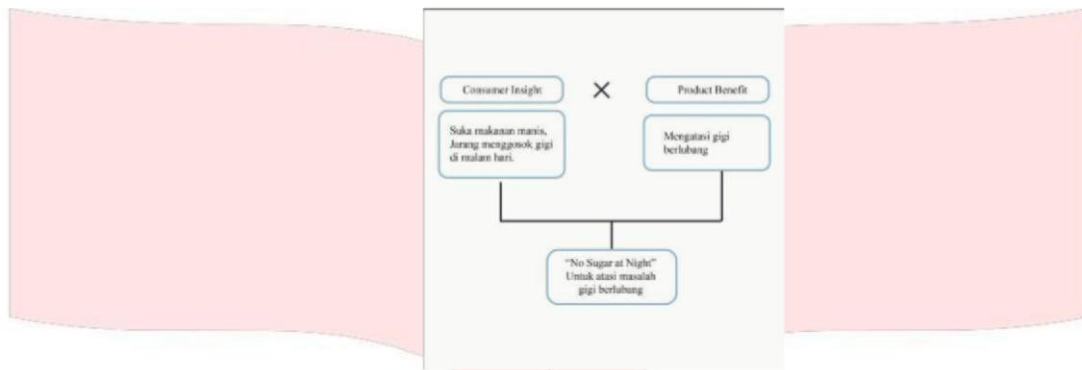 Consumer Insight
Product Benefit
Suka makanan manis,
Jarang menggosok gigi
di malam hari.
Mengatasi gigi
berlubang
“No Sugar at Night”
Untuk atasi masalah
gigi berlubang